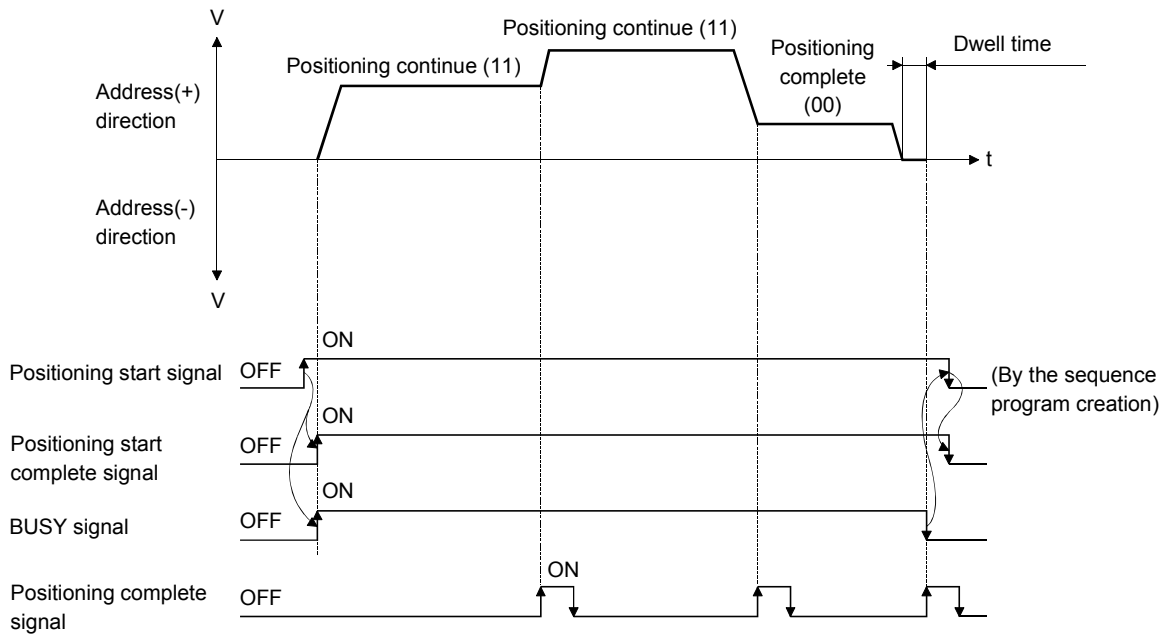 V
Positioning continue (11)
Positioning continue (11)
Positioning
complete
(00)
Dwell time
Address(+)
direction
t
Address(-)
direction
V
ON
Positioning start signal
OFF
(By the sequence
program creation)
ON
Positioning start
complete signal
OFF
ON
BUSY signal
OFF
ON
Positioning complete
signal
OFF